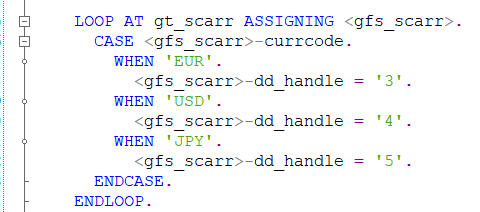 LOOP AT gt_scarr ASSIGNING <gfs_scarr>.
CASE <gfs_scarr>-currcode.
WHEN 'EUR'.
<gfs_scarr>-dd_handle = '3'.
WHEN 'USD'.
<gfs_scarr>-dd_handle = '4'.
WHEN 'JPY'.
<gfs_scarr>-dd_handle = '5'.
ENDCASE.
ENDLOOP.